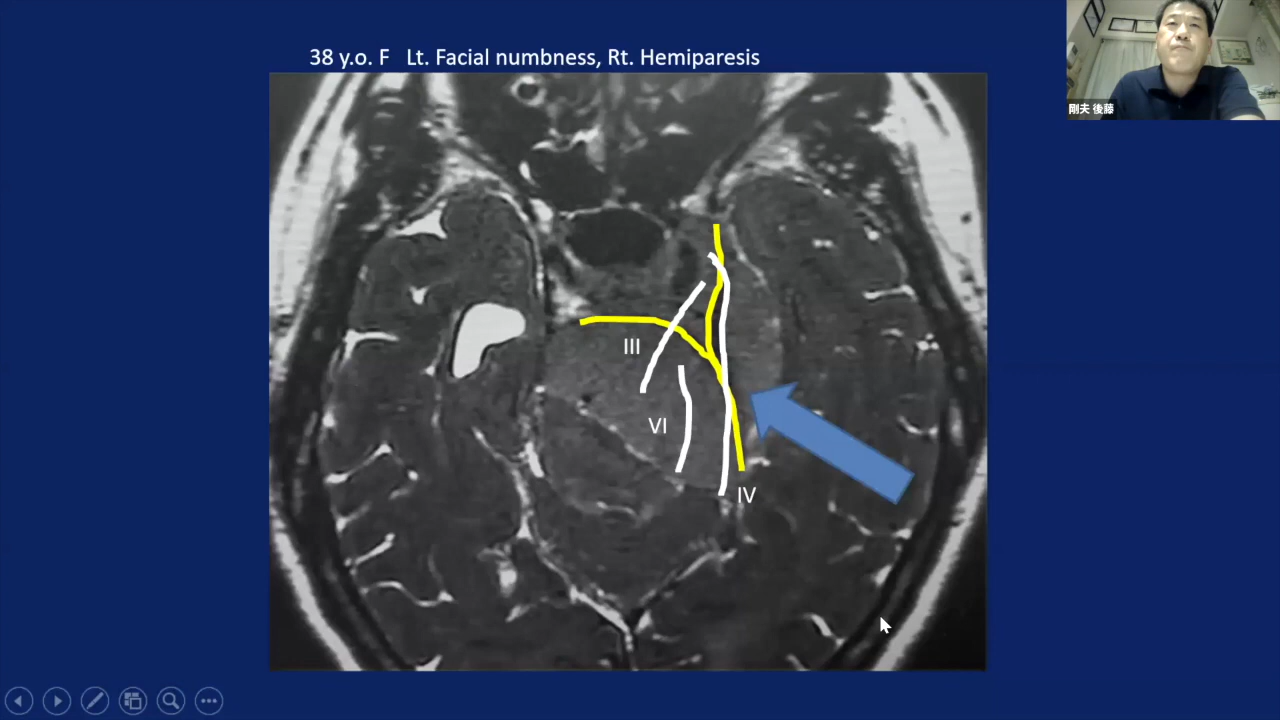 38 y.o. F Lt. Facial numbness, Rt. Hemiparesis
剛夫 後藤
III
VI
IV